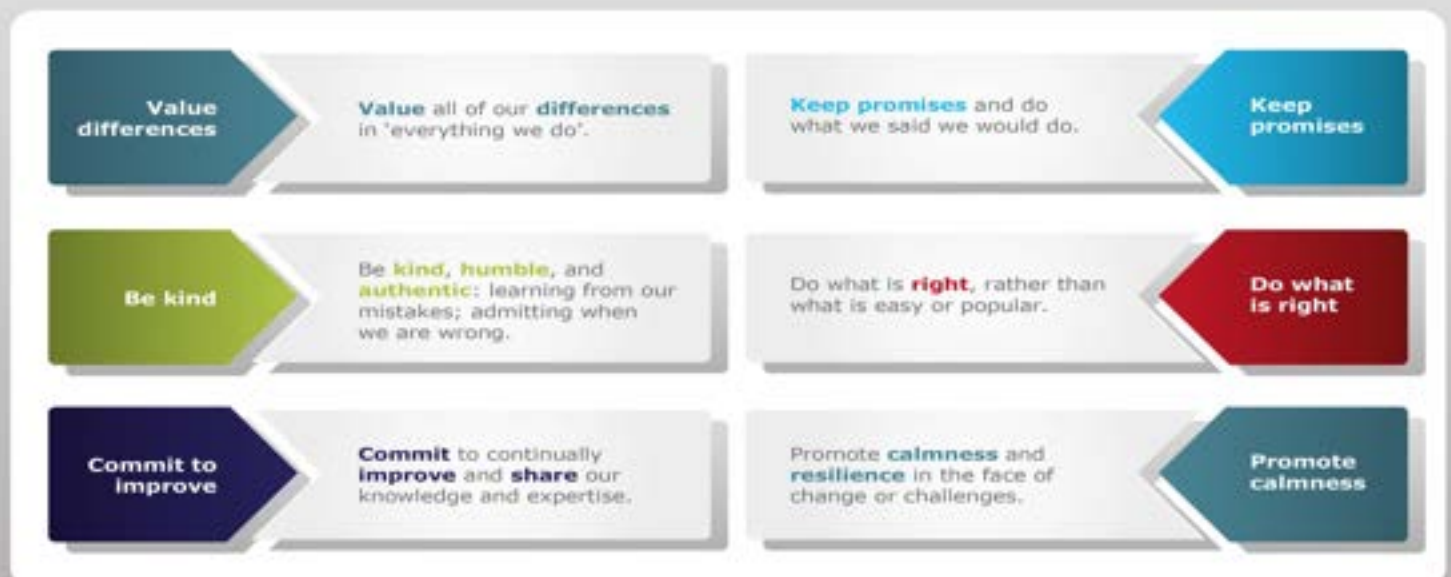 Value
differences
Value all of our differences
in 'everything we do'.
Keep promises and do
what we said we would do.
Keep
promises
Be kind
Be kind, humble, and
authentic: learning from our
mistakes; admitting when
we are wrong.
Do what is right, rather than
what is easy or popular.
Do what
is right
Commit to
improve
Commit to continually
improve and share our
knowledge and expertise.
Promote calmness and
resilience in the face of
change or challenges.
Promote
calmness